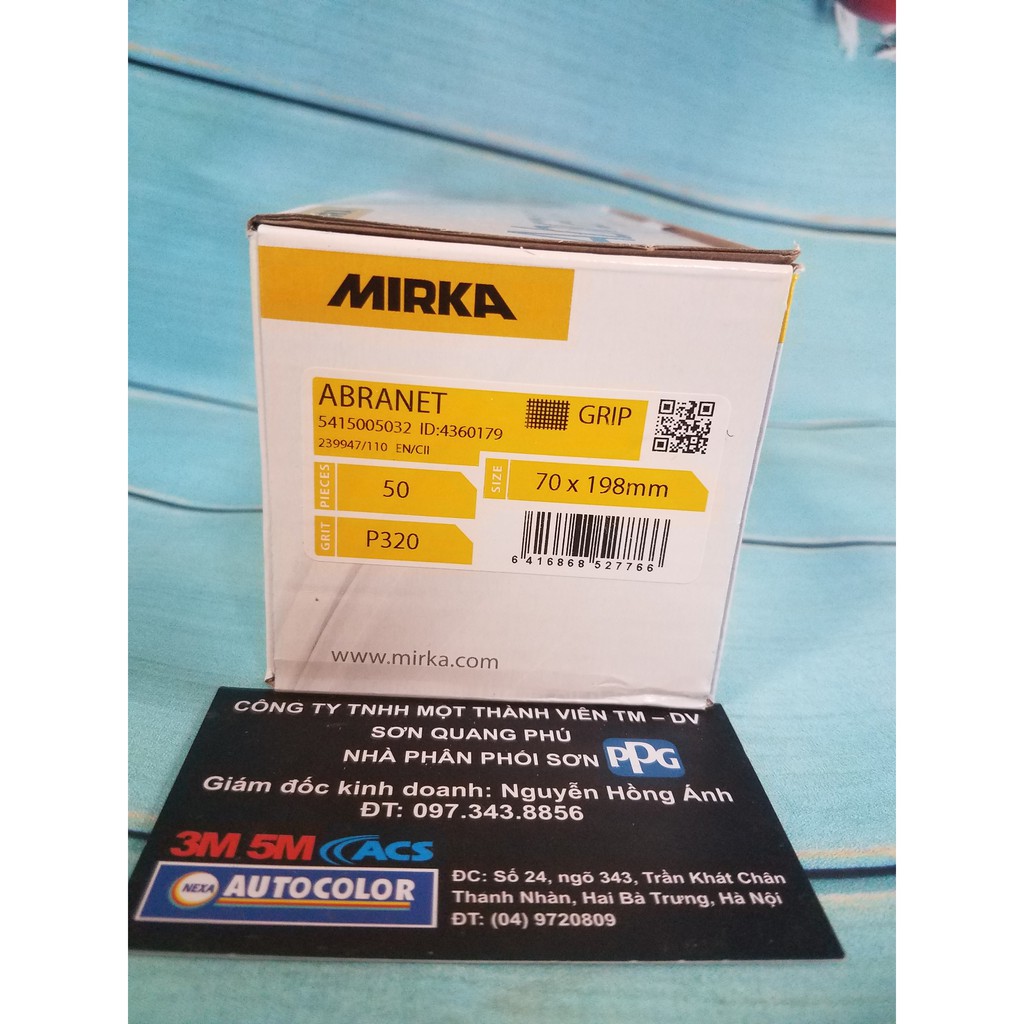 MIRKA
ABRANET
GRIP
5415005032 ID:4360179
239947/110 EN/CII
PIECES
50
SIZE
70 x 198mm
GRIT
P320
6 416868 527766
www.mirka.com
CÔNG TY TNHH MỘT THÀNH VIÊN TM – DV
SƠN QUANG PHÚ
NHÀ PHÂN PHỐI SƠN PPG
Giám đốc kinh doanh: Nguyễn Hồng Ánh
ĐT: 097.343.8856
3M 5M ACS
NEXA AUTOCOLOR
ĐC: Số 24, ngõ 343, Trần Khát Chân
Thanh Nhàn, Hai Bà Trưng, Hà Nội
ĐT: (04) 9720809